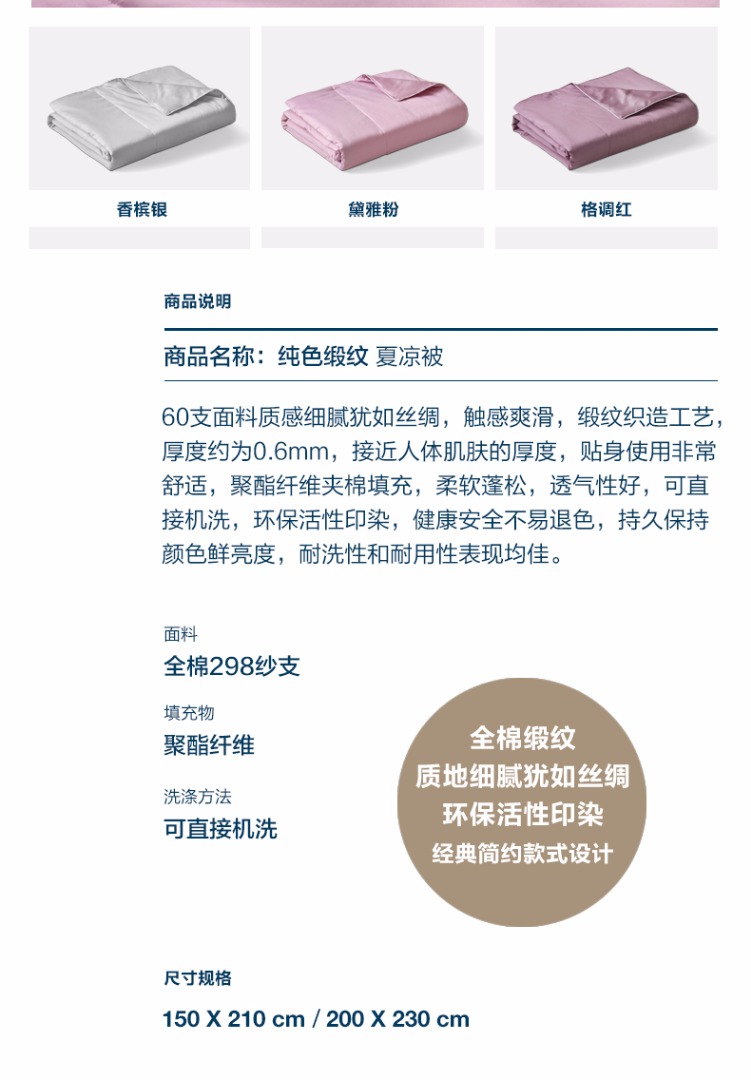 香槟银
黛雅粉
格调红
商品说明
商品名称：纯色缎纹 夏凉被
60支面料质感细腻犹如丝绸，触感爽滑，缎纹织造工艺，
厚度约为0.6mm，接近人体肌肤的厚度，贴身使用非常
舒适，聚酯纤维夹棉填充，柔软蓬松，透气性好，可直
接机洗，环保活性印染，健康安全不易退色，持久保持
颜色鲜亮度，耐洗性和耐用性表现均佳。
面料
全棉298纱支
填充物
聚酯纤维
洗涤方法
可直接机洗
全棉缎纹
质地细腻犹如丝绸
环保活性印染
经典简约款式设计
尺寸规格
150 X 210 cm / 200 X 230 cm